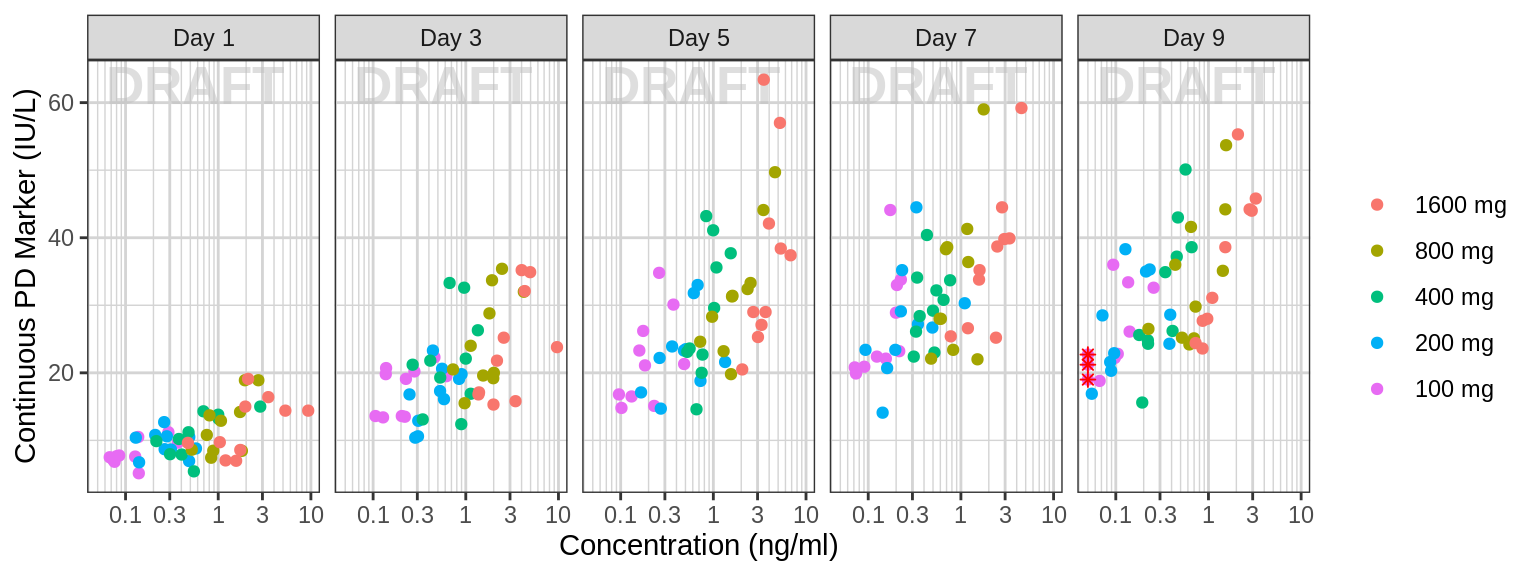 Day 1 Day 3 Day 5 Day 7 Day 9
DRAFT DRAFT DRAFT DRAFT DRAFT
Continuous PD Marker (IU/L)
60
40
20
1600 mg
800 mg
400 mg
200 mg
100 mg
0.1 0.3 1 3 10 0.1 0.3 1 3 10 0.1 0.3 1 3 10 0.1 0.3 1 3 10 0.1 0.3 1 3 10
Concentration (ng/ml)